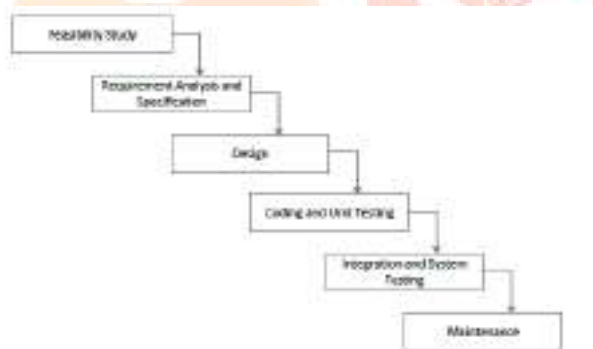 Feasibility Study
Requirement Analysis and
Specification
Design
Coding and Unit Testing
Integration and System
Testing
Maintenance